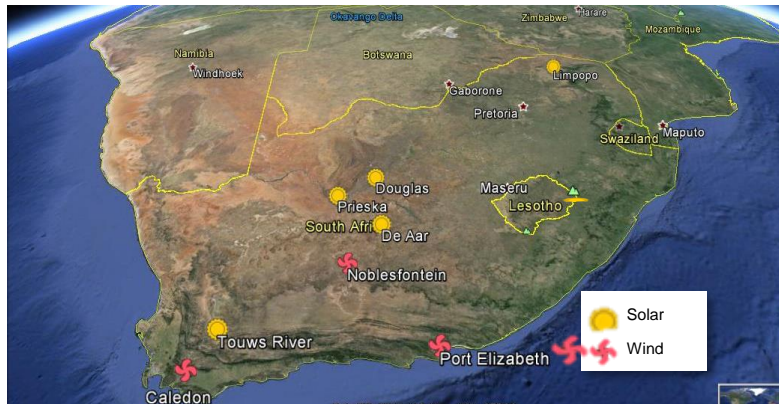 Okavango Delta
Zimbabwe
Harare
Mozambique
Namibia
Botswana
Windhoek
Limpopo
Gaborone
Pretoria
Swaziland
Maputo
Douglas
Maseru
Prieska
Lesotho
South Afri
De Aar
Noblesfontein
Solar
Touws River
Wind
Port Elizabeth
Caledon